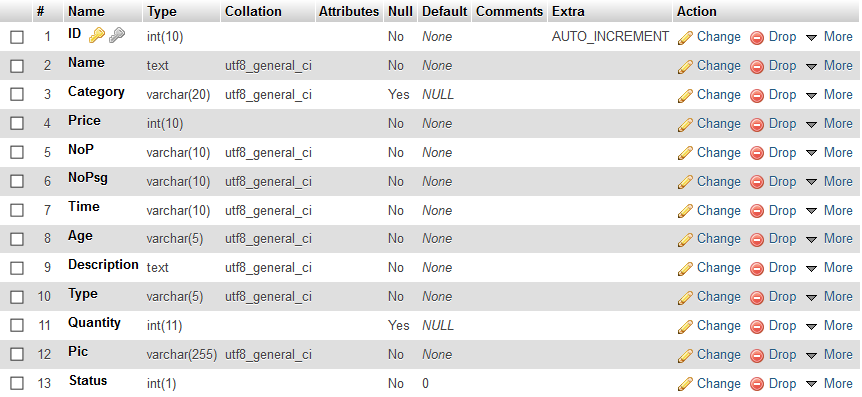 # Name Type Collation Attributes Null Default Comments Extra Action
1 ID int(10) No None AUTO_INCREMENT Change Drop More
2 Name text utf8_general_ci No None Change Drop More
3 Category varchar(20) utf8_general_ci Yes NULL Change Drop More
4 Price int(10) No None Change Drop More
5 NoP varchar(10) utf8_general_ci No None Change Drop More
6 NoPsg varchar(10) utf8_general_ci No None Change Drop More
7 Time varchar(10) utf8_general_ci No None Change Drop More
8 Age varchar(5) utf8_general_ci No None Change Drop More
9 Description text utf8_general_ci No None Change Drop More
10 Type varchar(5) utf8_general_ci No None Change Drop More
11 Quantity int(11) Yes NULL Change Drop More
12 Pic varchar(255) utf8_general_ci No None Change Drop More
13 Status int(1) No 0 Change Drop More